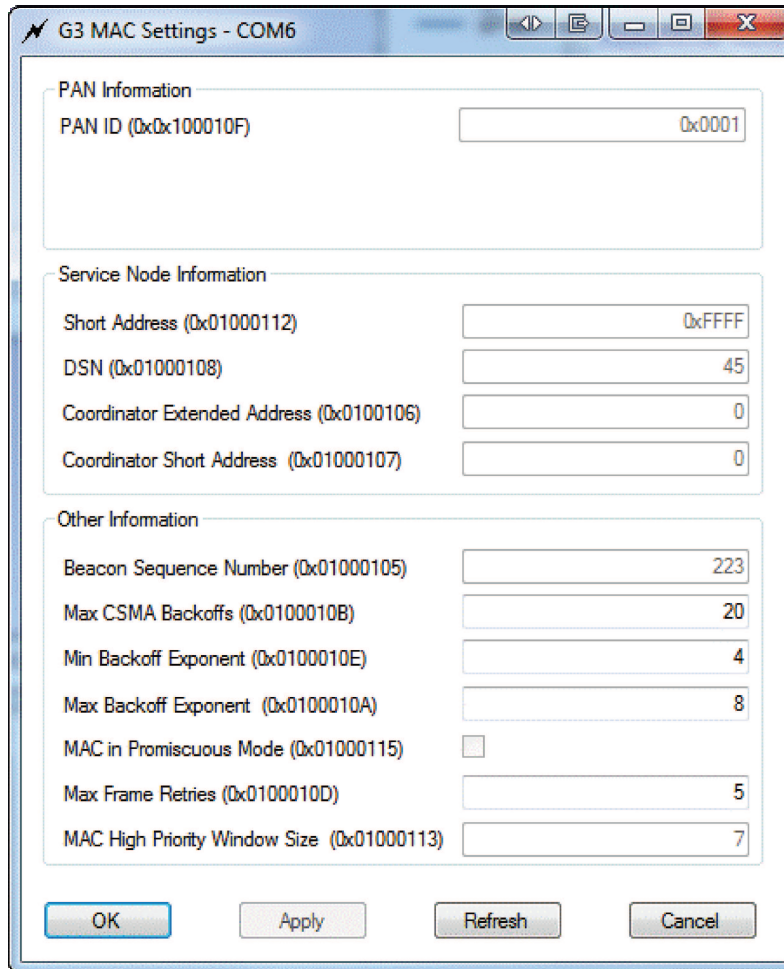 G3 MAC Settings - COM6
PAN Information
PAN ID (0x0x100010F) 0x0001
Service Node Information
Short Address (0x01000112) 0xFFFF
DSN (0x01000108) 45
Coordinator Extended Address (0x0100106) 0
Coordinator Short Address (0x01000107) 0
Other Information
Beacon Sequence Number (0x01000105) 223
Max CSMA Backoffs (0x0100010B) 20
Min Backoff Exponent (0x0100010E) 4
Max Backoff Exponent (0x0100010A) 8
MAC in Promiscuous Mode (0x01000115)
Max Frame Retries (0x0100010D) 5
MAC High Priority Window Size (0x01000113) 7
OK Apply Refresh Cancel